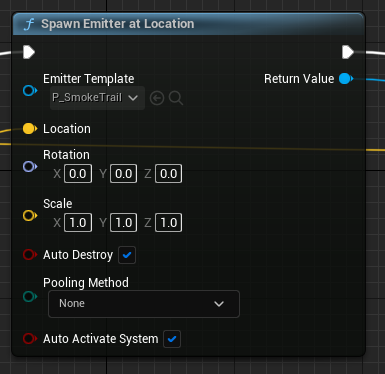 f Spawn Emitter at Location
Emitter Template Return Value
P_SmokeTrail
Location
Rotation
X 0.0 Y 0.0 Z 0.0
Scale
X 1.0 Y 1.0 Z 1.0
Auto Destroy
Pooling Method
None
Auto Activate System